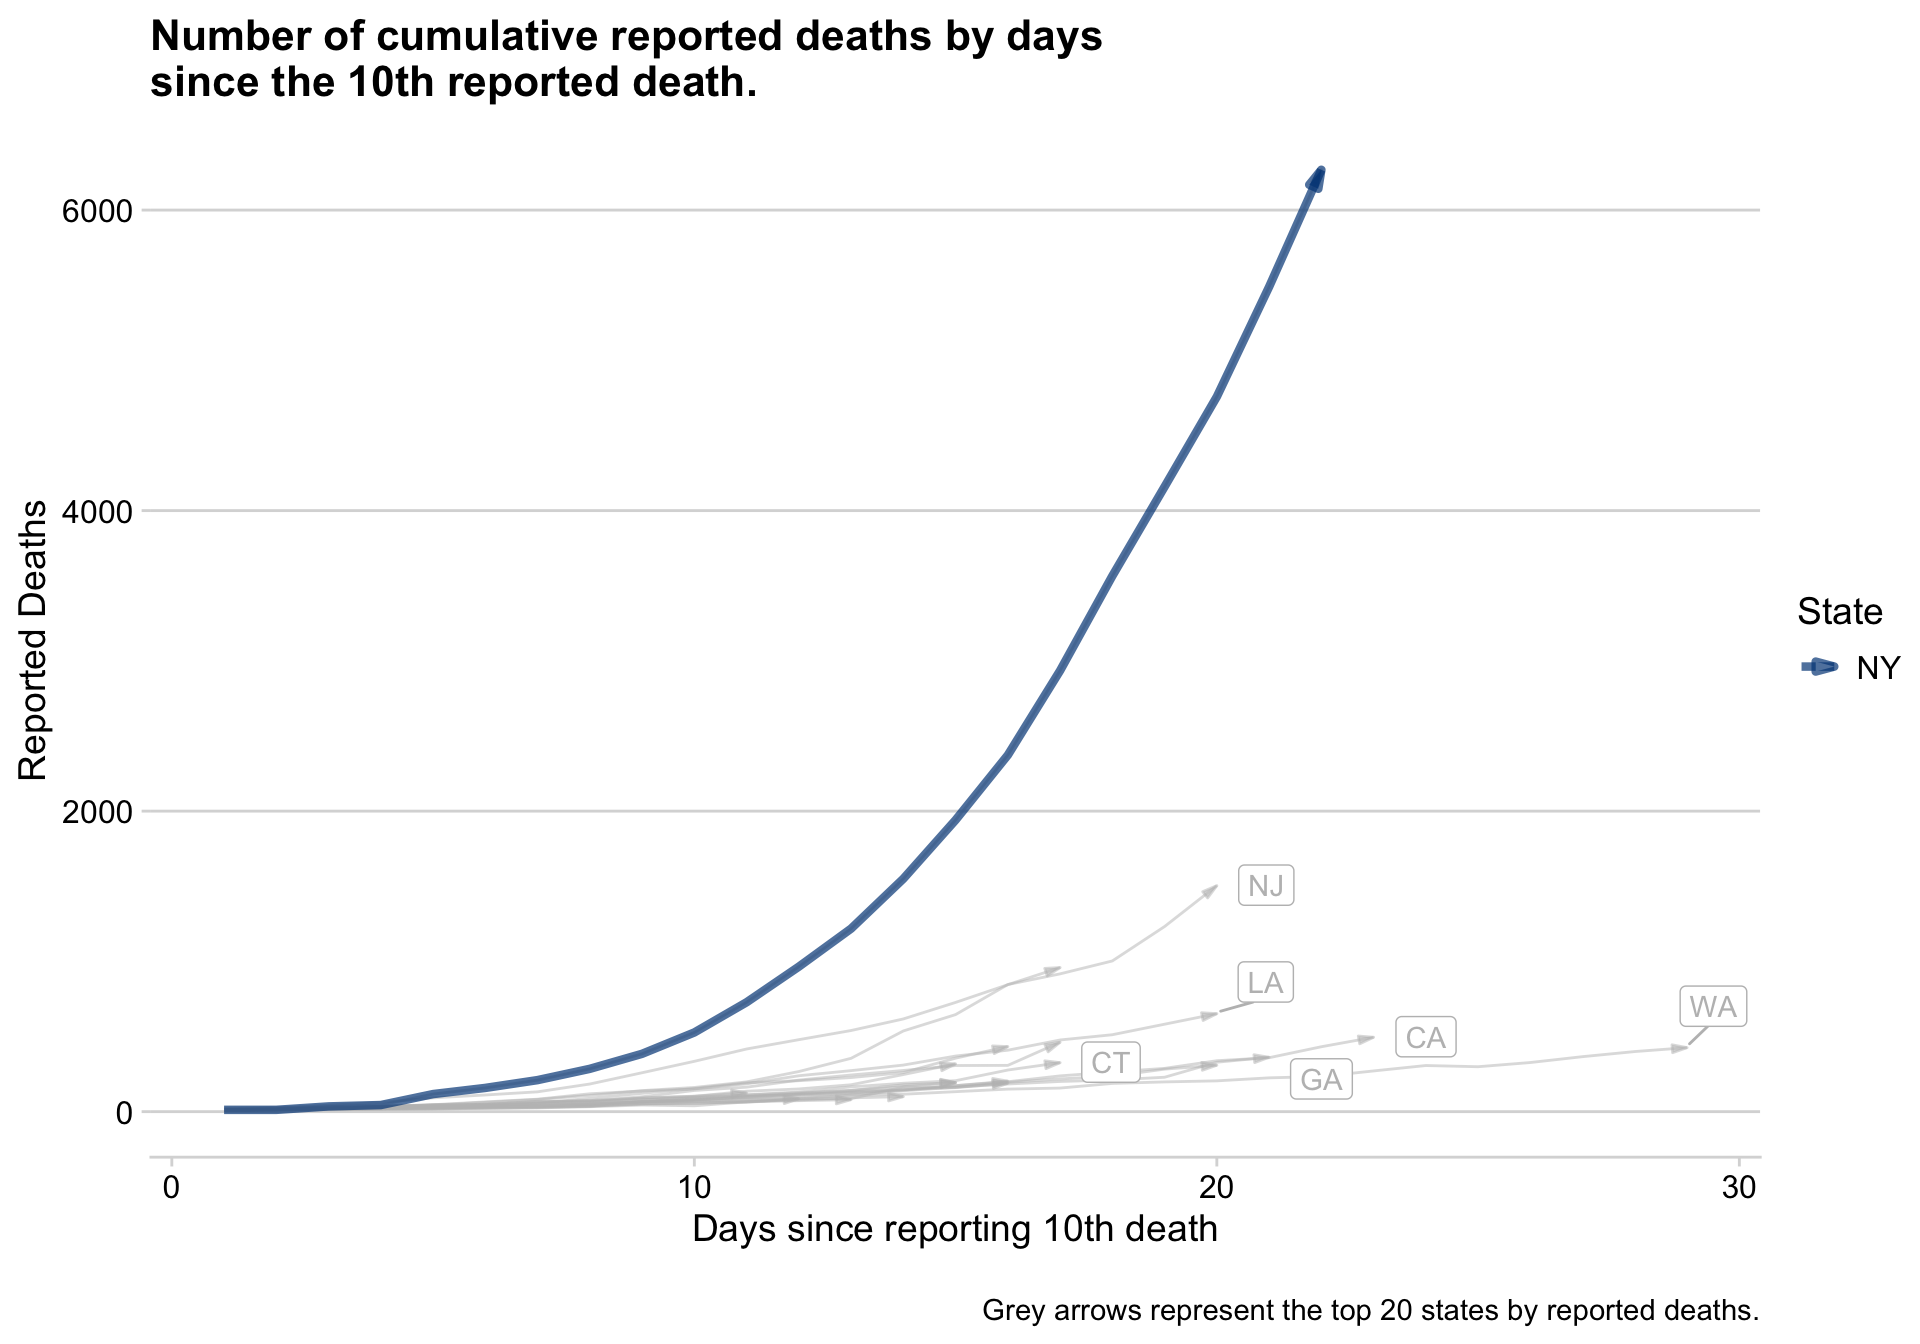 Number of cumulative reported deaths by days
since the 10th reported death.
6000
4000
2000
0
Reported Deaths
NJ
LA
WA
CA
CT
GA
State
NY
0 10 20 30
Days since reporting 10th death
Grey arrows represent the top 20 states by reported deaths.